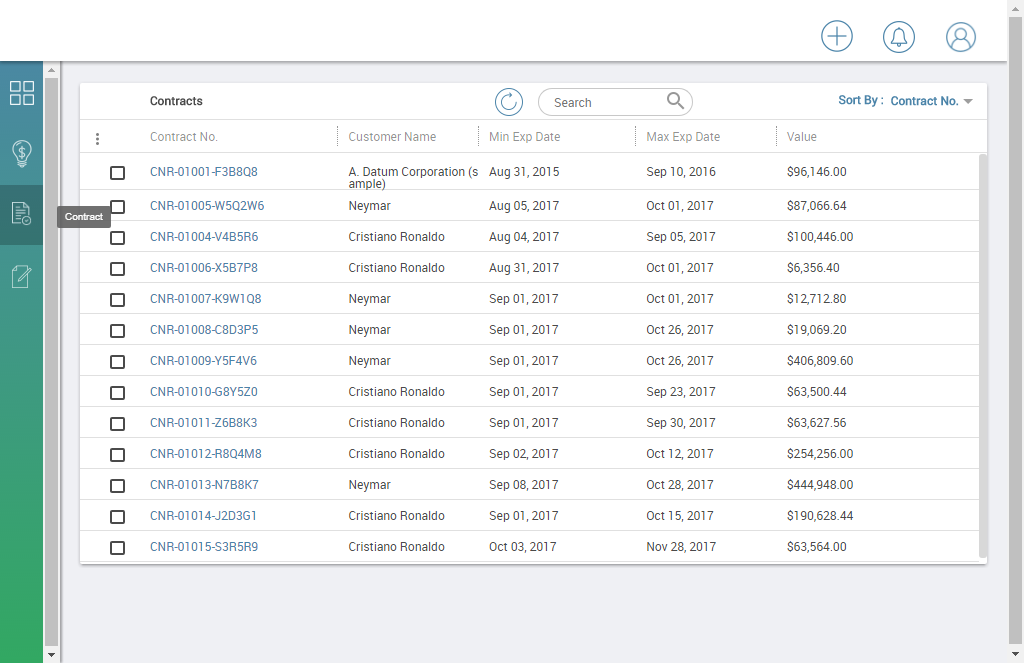 Contracts Search Sort By : Contract No.
Contract No. Customer Name Min Exp Date Max Exp Date Value
CNR-01001-F3B8Q8 A. Datum Corporation (s Aug 31, 2015 Sep 10, 2016 $96,146.00
ample)
CNR-01005-W5Q2W6 Neymar Aug 05, 2017 Oct 01, 2017 $87,066.64
Contract
CNR-01004-V4B5R6 Cristiano Ronaldo Aug 04, 2017 Sep 05, 2017 $100,446.00
CNR-01006-X5B7P8 Cristiano Ronaldo Aug 31, 2017 Oct 01, 2017 $6,356.40
CNR-01007-K9W1Q8 Neymar Sep 01, 2017 Oct 01, 2017 $12,712.80
CNR-01008-C8D3P5 Neymar Sep 01, 2017 Oct 26, 2017 $19,069.20
CNR-01009-Y5F4V6 Neymar Sep 01, 2017 Oct 26, 2017 $406,809.60
CNR-01010-G8Y5Z0 Cristiano Ronaldo Sep 01, 2017 Sep 23, 2017 $63,500.44
CNR-01011-Z6B8K3 Cristiano Ronaldo Sep 01, 2017 Sep 30, 2017 $63,627.56
CNR-01012-R8Q4M8 Cristiano Ronaldo Sep 02, 2017 Oct 12, 2017 $254,256.00
CNR-01013-N7B8K7 Neymar Sep 08, 2017 Oct 28, 2017 $444,948.00
CNR-01014-J2D3G1 Cristiano Ronaldo Sep 01, 2017 Oct 15, 2017 $190,628.44
CNR-01015-S3R5R9 Cristiano Ronaldo Oct 03, 2017 Nov 28, 2017 $63,564.00